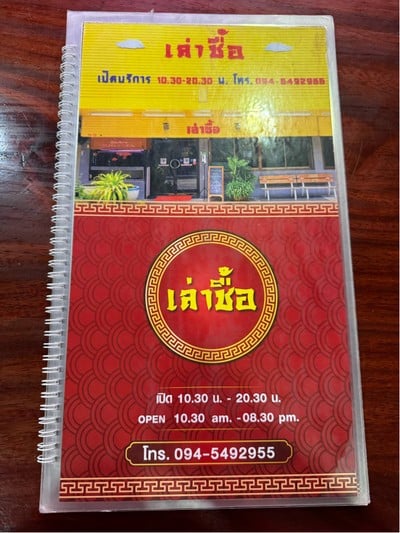 เล่าซื้อ
เปิดบริการ 10.30-20.30 น. โทร. 094-5492955
เล่าซื้อ
เล่าซื้อ
เปิด 10.30 น. - 20.30 น.
OPEN 10.30 am. - 08.30 pm.
โทร. 094-5492955